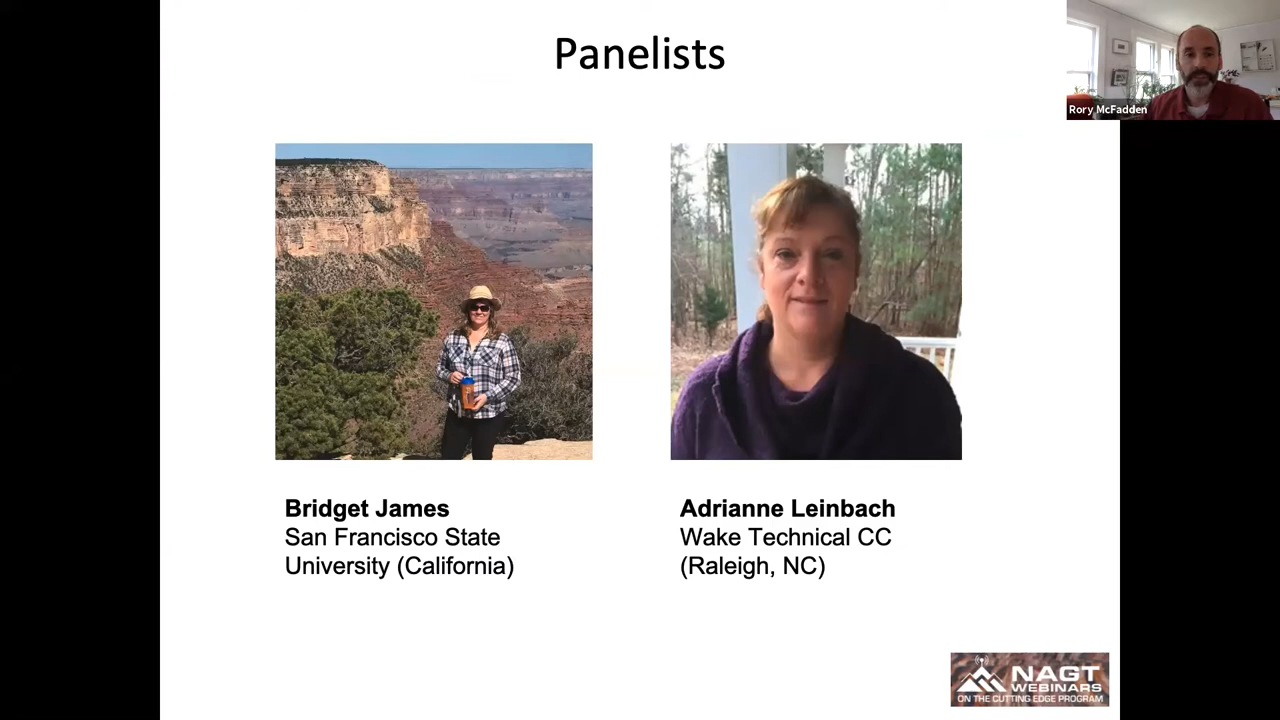 Panelists
Rory McFadden
Bridget James
San Francisco State
University (California)
Adrianne Leinbach
Wake Technical CC
(Raleigh, NC)
NAGT
WEBINARS
ON THE CUTTING EDGE PROGRAM